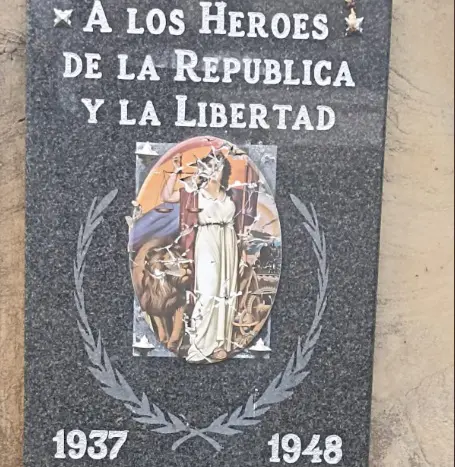 A LOS HEROES
DE LA REPUBLICA
Y LA LIBERTAD
1937 1948